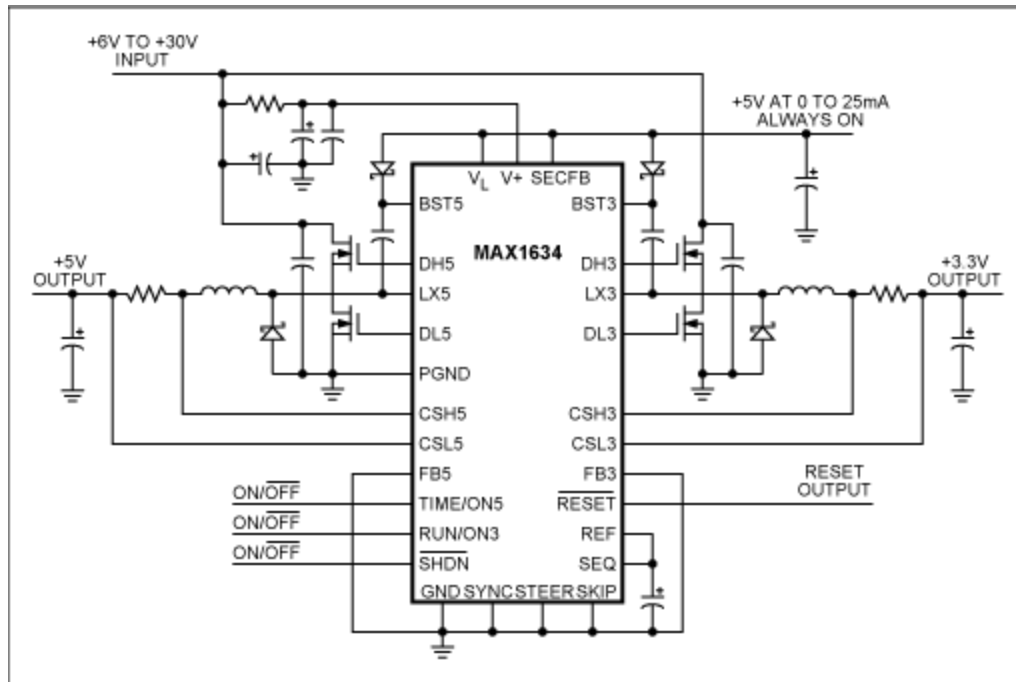 +6V TO +30V
INPUT
+5V AT 0 TO 25mA
ALWAYS ON
VL V+ SECFB
BST5 BST3
MAX1634
DH5 DH3
+5V
OUTPUT
+3.3V
OUTPUT
LX5 LX3
DL5 DL3
PGND
CSH5 CSH3
CSL5 CSL3
FB5 FB3
RESET
OUTPUT
ON/OFF
TIME/ON5 RESET
ON/OFF
RUN/ON3 REF
ON/OFF
SHDN SEQ
GND SYNC STEER SKIP